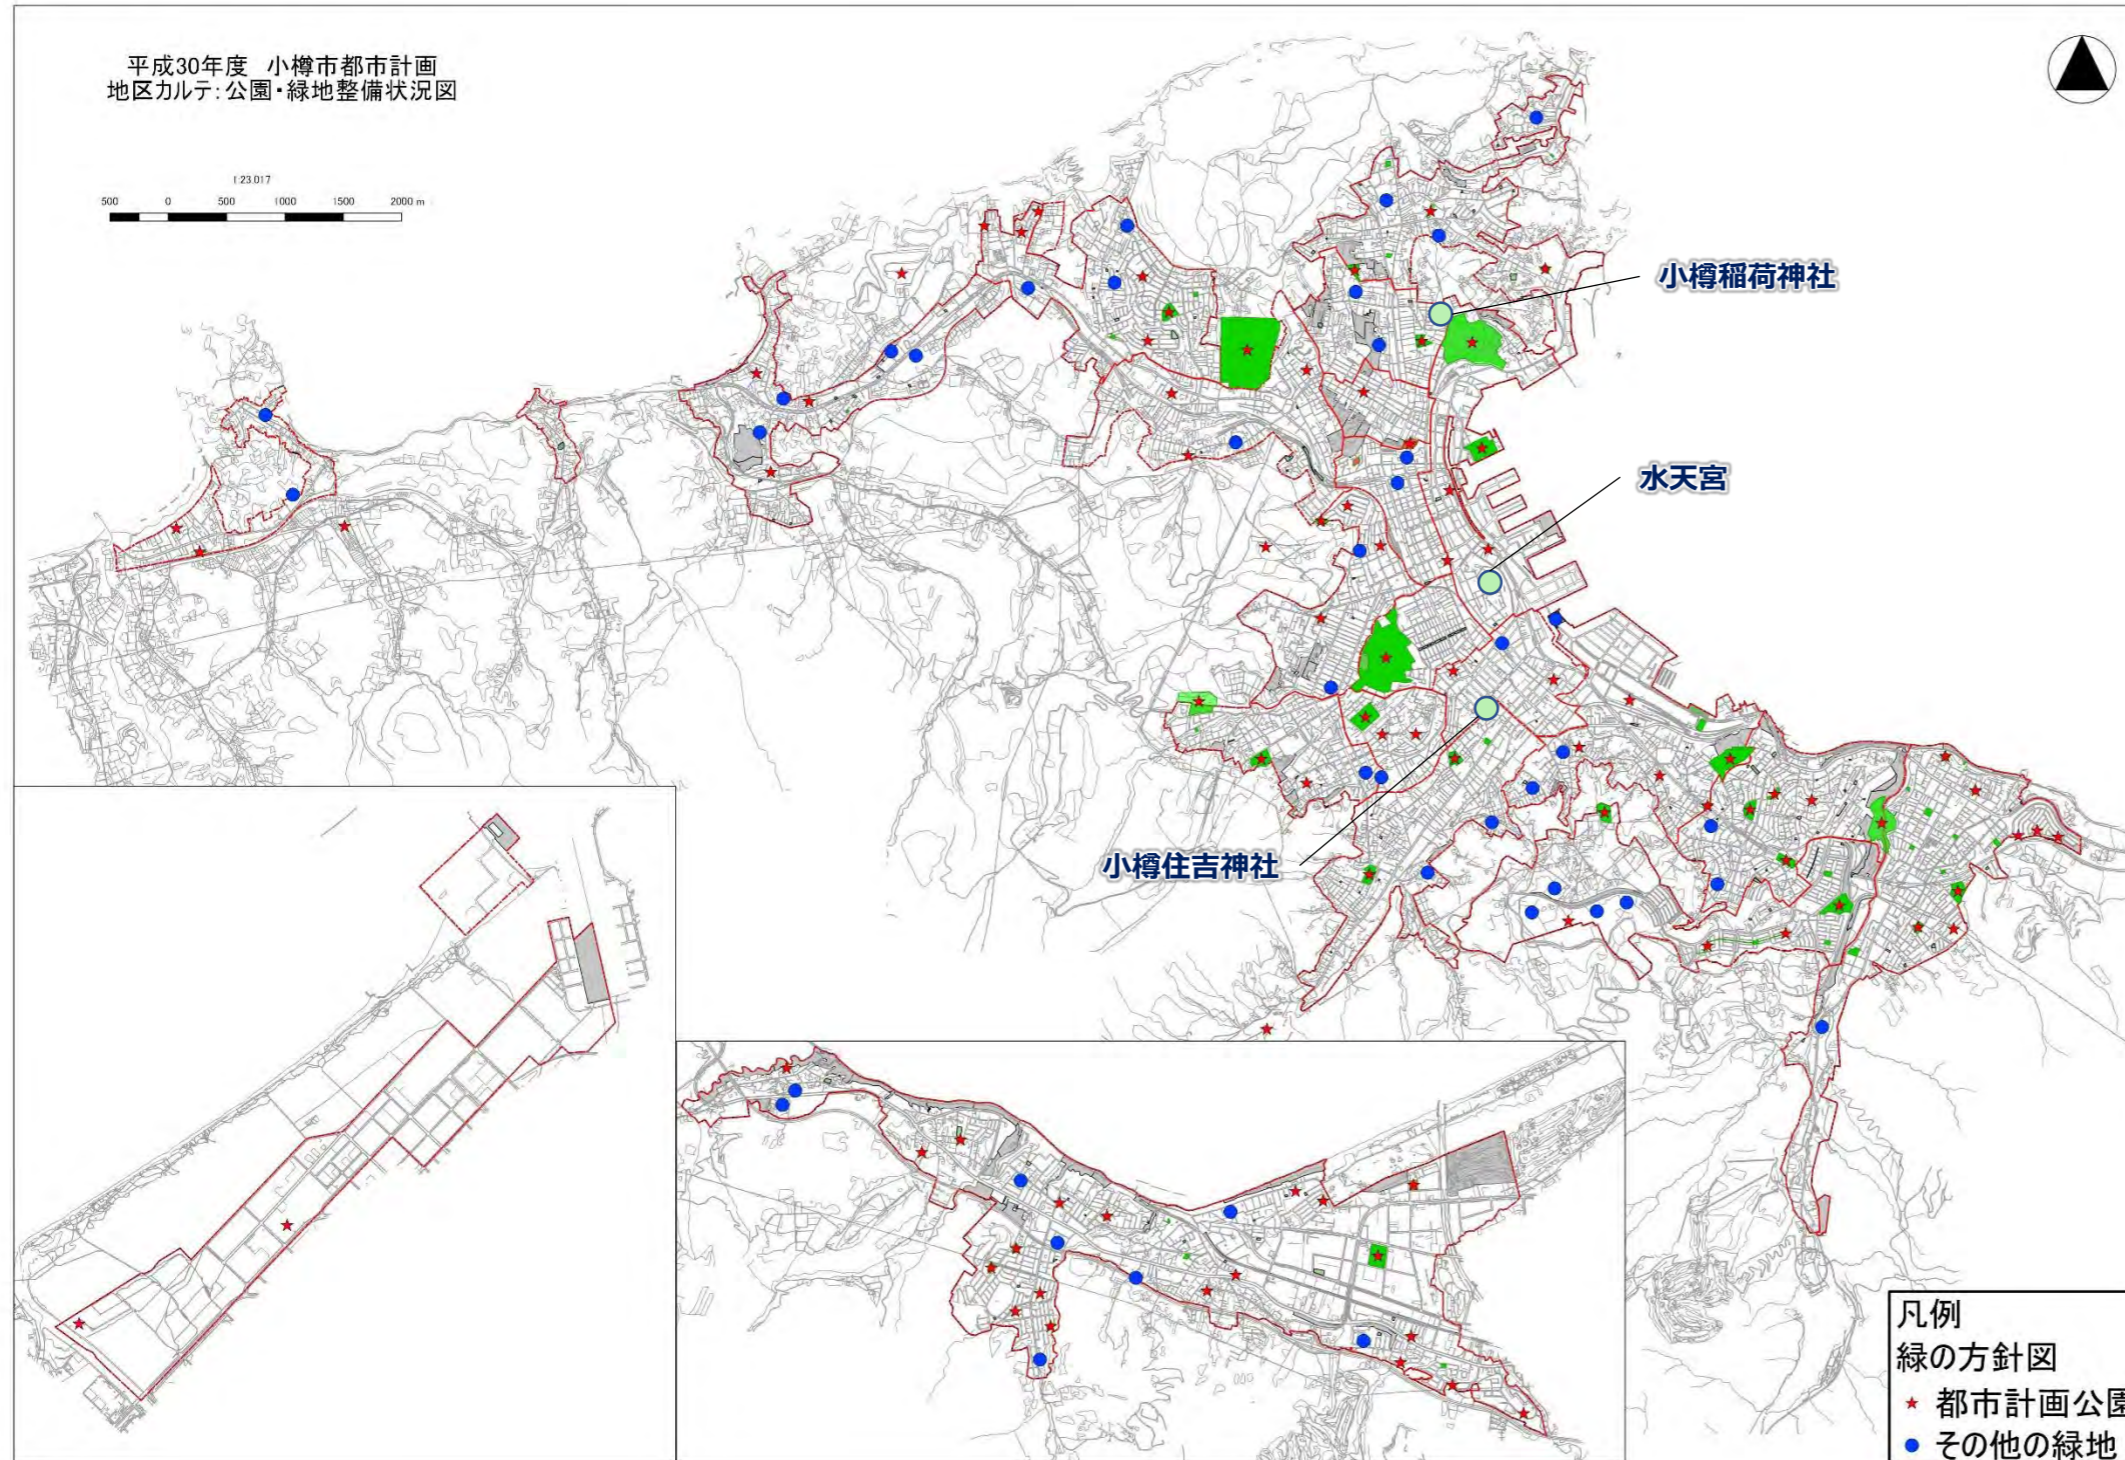 平成30年度 小樽市都市計画
地区カルテ:公園・緑地整備状況図
1:23,017
500 0 500 1000 1500 2000 m
小樽稲荷神社
水天宮
小樽住吉神社
凡例
緑の方針図
都市計画公園
その他の緑地